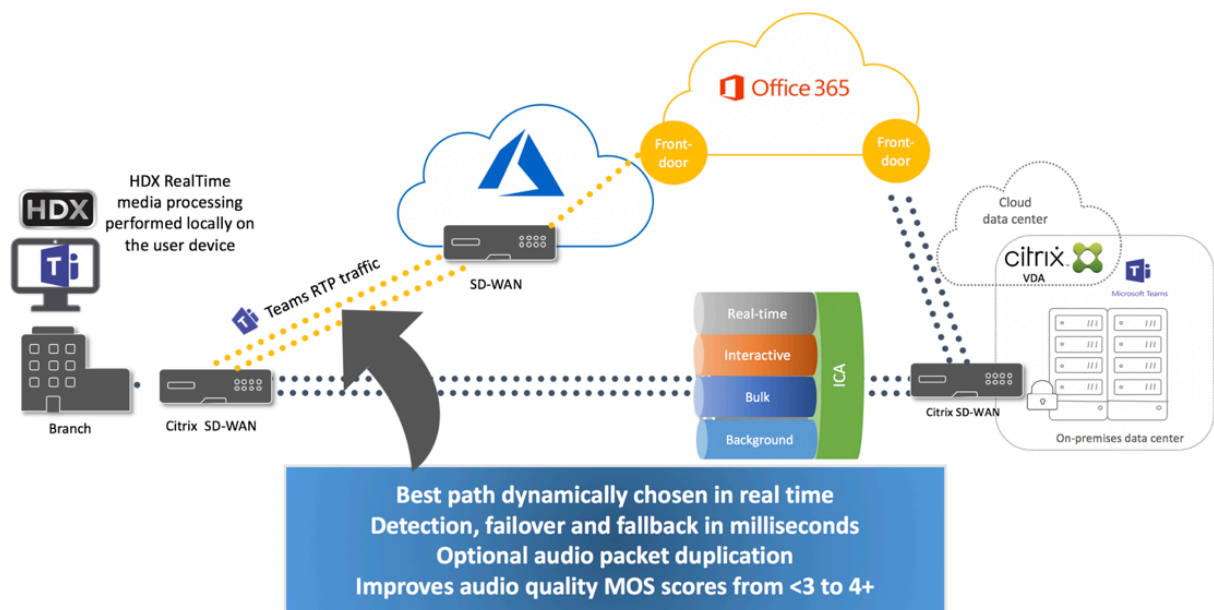 Office 365
Front-
door
Front-
door
HDX RealTime
media processing
performed locally on
the user device
HDX
T
SD-WAN
Teams RTP traffic
T
Cloud
data center
citrix
VDA
T
Microsoft Teams
Real-time
Interactive
Bulk
Background
ICA
Branch
Citrix SD-WAN
Citrix SD-WAN
On-premises data center
Best path dynamically chosen in real time
Detection, failover and fallback in milliseconds
Optional audio packet duplication
Improves audio quality MOS scores from <3 to 4+